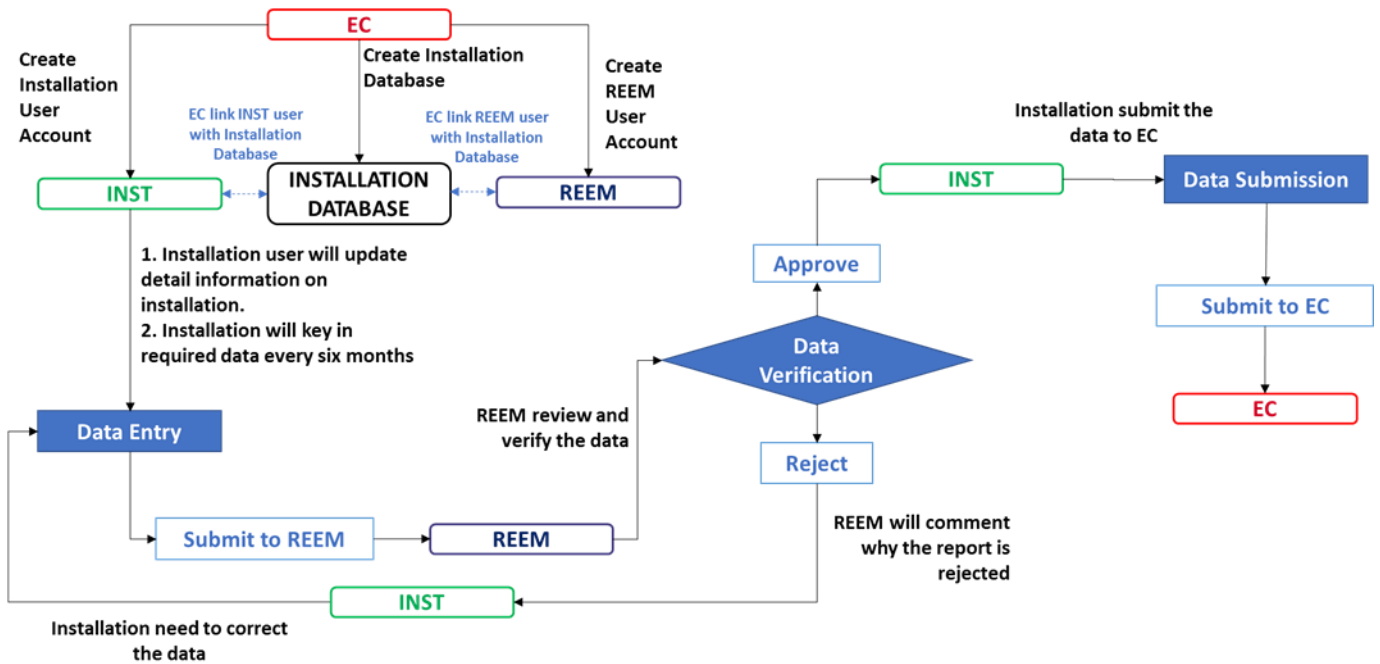 EC
Create
Installation
User
Account
Create Installation
Database
Create
REEM
User
Account
EC link INST user
with Installation
Database
EC link REEM user
with Installation
Database
INST
INSTALLATION
DATABASE
REEM
1. Installation user will update
detail information on
installation.
2. Installation will key in
required data every six months
Data Entry
Submit to REEM
REEM
REEM review and
verify the data
Data
Verification
Approve
INST
Installation submit the
data to EC
Data Submission
Submit to EC
EC
Reject
REEM will comment
why the report is
rejected
INST
Installation need to correct
the data